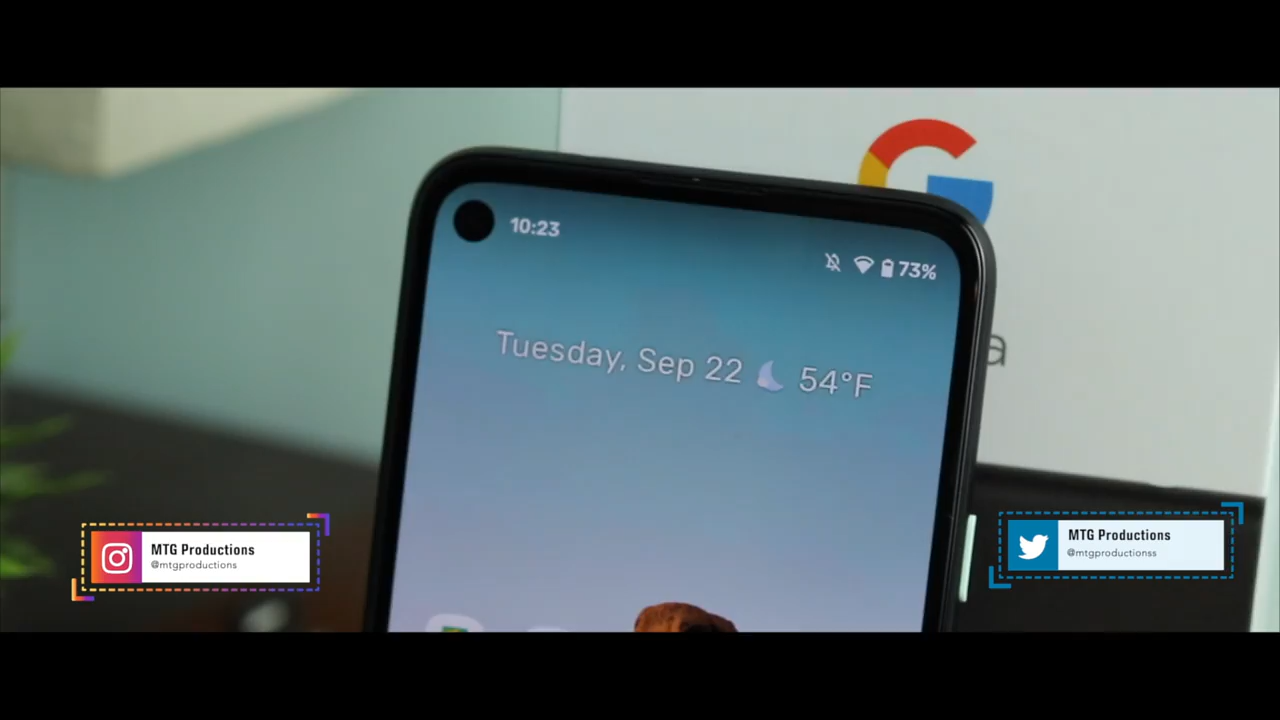 10:23
73%
Tuesday, Sep 22 54°F
a
MTG Productions
@mtgproductions
MTG Productions
@mtgproductionss